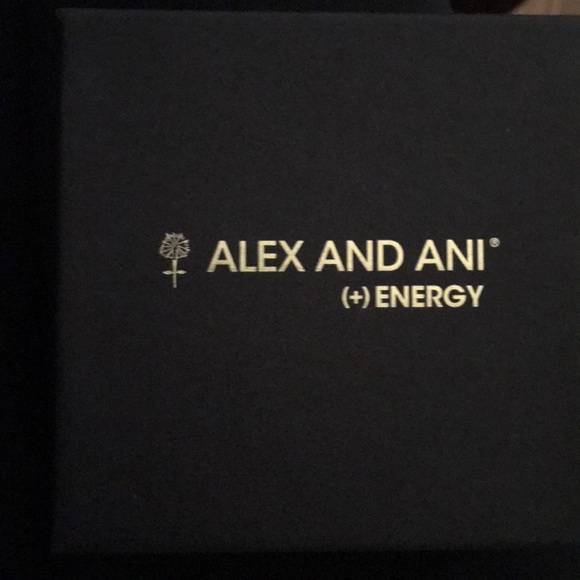 ALEX AND ANI®
(+) ENERGY